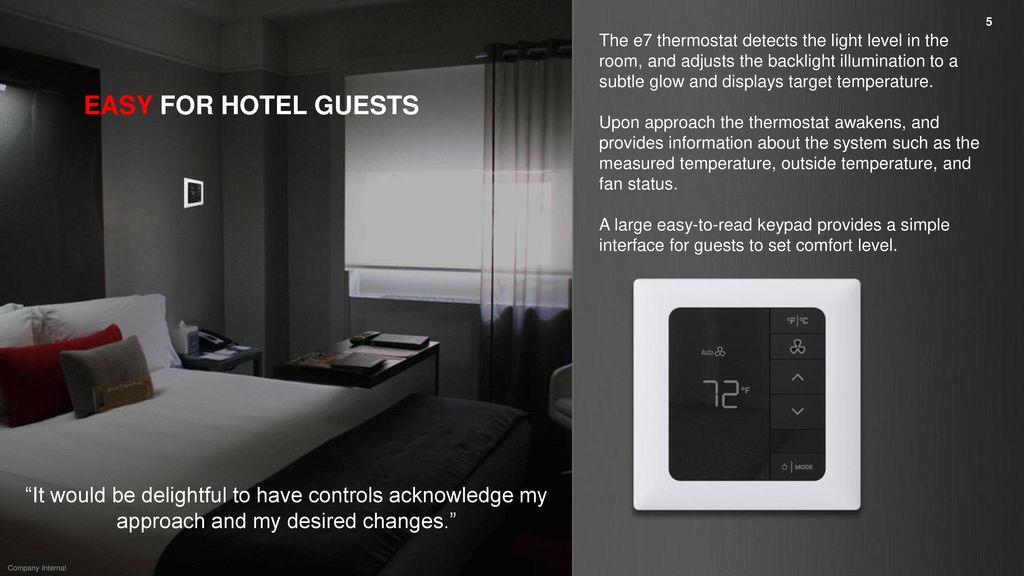 5
EASY FOR HOTEL GUESTS
The e7 thermostat detects the light level in the
room, and adjusts the backlight illumination to a
subtle glow and displays target temperature.
Upon approach the thermostat awakens, and
provides information about the system such as the
measured temperature, outside temperature, and
fan status.
A large easy-to-read keypad provides a simple
interface for guests to set comfort level.
°F|°C
Auto
72°F
MODE
“It would be delightful to have controls acknowledge my
approach and my desired changes.”
Company Internal